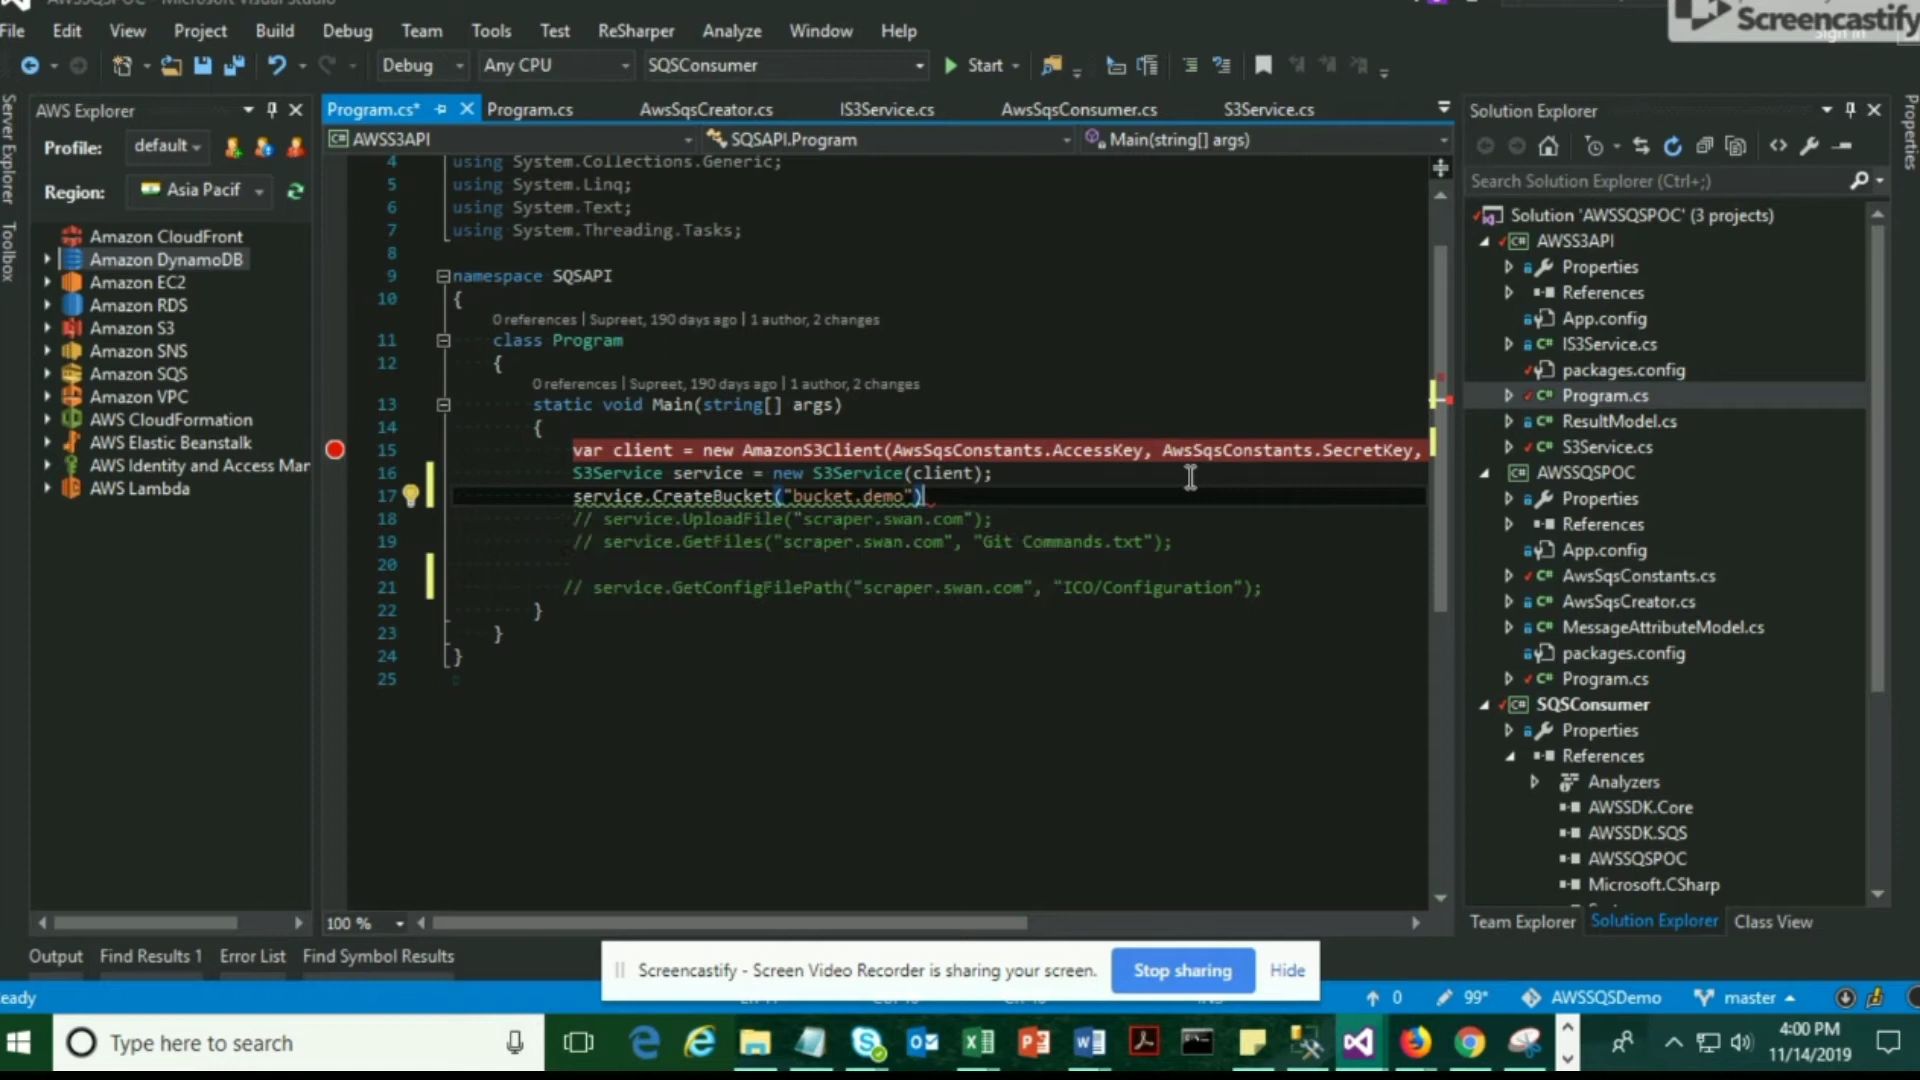 AWSSQSPOC - Microsoft Visual Studio
Screencastify
Sign in
File Edit View Project Build Debug Team Tools Test ReSharper Analyze Window Help
Debug Any CPU SQSConsumer Start
Server Explorer
Toolbox
AWS Explorer
Profile: default
Region: Asia Pacif
Amazon CloudFront
Amazon DynamoDB
Amazon EC2
Amazon RDS
Amazon S3
Amazon SNS
Amazon SQS
Amazon VPC
AWS CloudFormation
AWS Elastic Beanstalk
AWS Identity and Access Mar
AWS Lambda
Program.cs* Program.cs AwsSqsCreator.cs IS3Service.cs AwsSqsConsumer.cs S3Service.cs
AWSS3API SQSAPI.Program Main(string[] args)
4 using System.Collections.Generic;
5 using System.Linq;
6 using System.Text;
7 using System.Threading.Tasks;
8
9 namespace SQSAPI
10 {
0 references | Supreet, 190 days ago | 1 author, 2 changes
11 class Program
12 {
0 references | Supreet, 190 days ago | 1 author, 2 changes
13 static void Main(string[] args)
14 {
15 var client = new AmazonS3Client(AwsSqsConstants.AccessKey, AwsSqsConstants.SecretKey,
16 S3Service service = new S3Service(client);
17 service.CreateBucket("bucket.demo")
18 // service.UploadFile("scraper.swan.com");
19 // service.GetFiles("scraper.swan.com", "Git Commands.txt");
20
21 // service.GetConfigFilePath("scraper.swan.com", "ICO/Configuration");
22 }
23 }
24 }
25
100 %
Solution Explorer
Search Solution Explorer (Ctrl+;)
Solution 'AWSSQSPOC' (3 projects)
AWSS3API
Properties
References
App.config
IS3Service.cs
packages.config
Program.cs
ResultModel.cs
S3Service.cs
AWSSQSPOC
Properties
References
App.config
AwsSqsConstants.cs
AwsSqsCreator.cs
MessageAttributeModel.cs
packages.config
Program.cs
SQSConsumer
Properties
References
Analyzers
AWSSDK.Core
AWSSDK.SQS
AWSSQSPOC
Microsoft.CSharp
Team Explorer Solution Explorer Class View
Properties
Output Find Results 1 Error List Find Symbol Results
Screencastify - Screen Video Recorder is sharing your screen. Stop sharing Hide
eady 0 99* AWSSQSDemo master
Type here to search
4:00 PM
11/14/2019